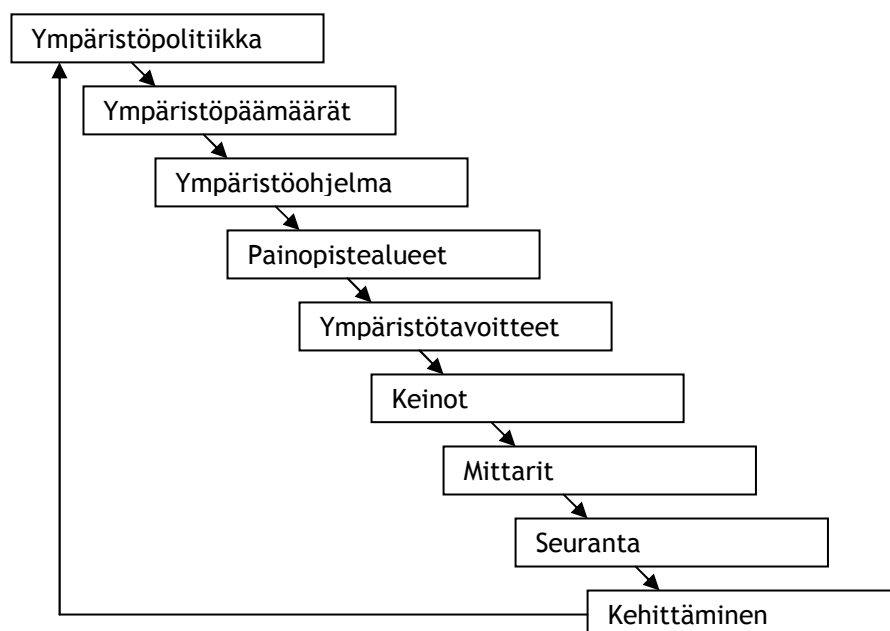 Ympäristöpolitiikka
Ympäristöpäämäärät
Ympäristöohjelma
Painopistealueet
Ympäristötavoitteet
Keinot
Mittarit
Seuranta
Kehittäminen